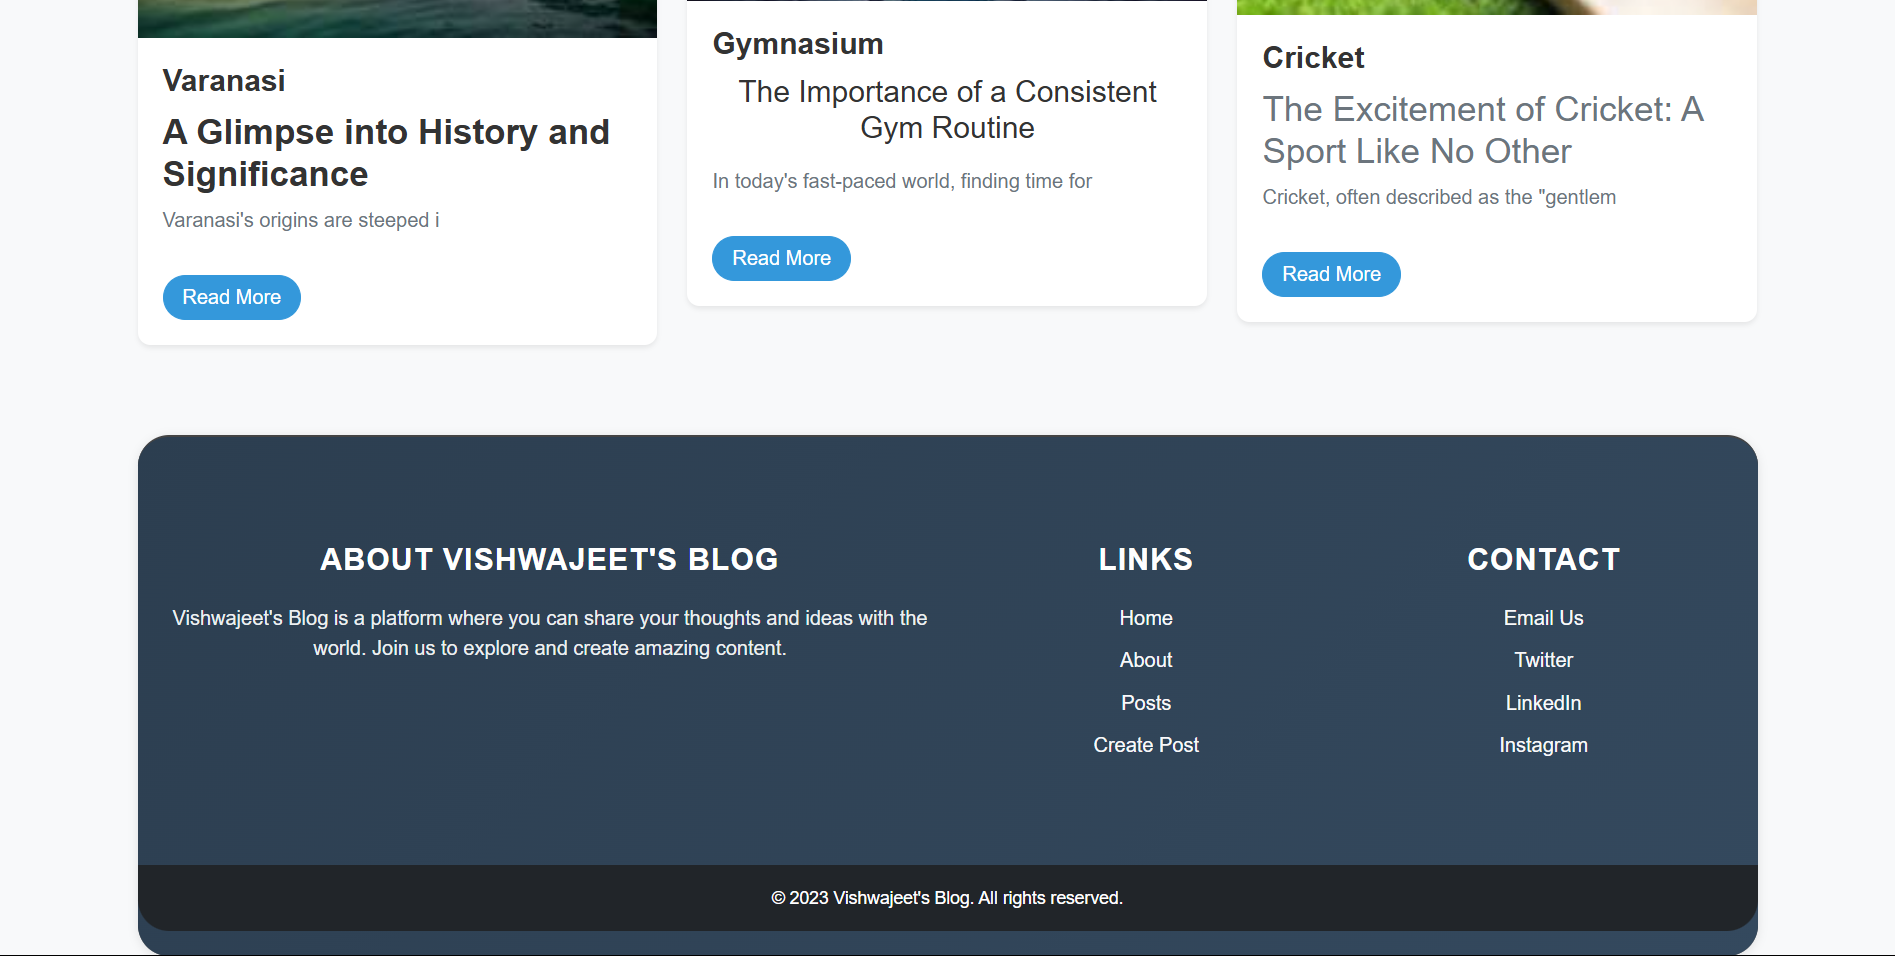 Varanasi
A Glimpse into History and
Significance
Varanasi's origins are steeped i
Read More
Gymnasium
The Importance of a Consistent
Gym Routine
In today's fast-paced world, finding time for
Read More
Cricket
The Excitement of Cricket: A
Sport Like No Other
Cricket, often described as the "gentlem
Read More
ABOUT VISHWAJEET'S BLOG
Vishwajeet's Blog is a platform where you can share your thoughts and ideas with the
world. Join us to explore and create amazing content.
LINKS
Home
About
Posts
Create Post
CONTACT
Email Us
Twitter
LinkedIn
Instagram
© 2023 Vishwajeet's Blog. All rights reserved.